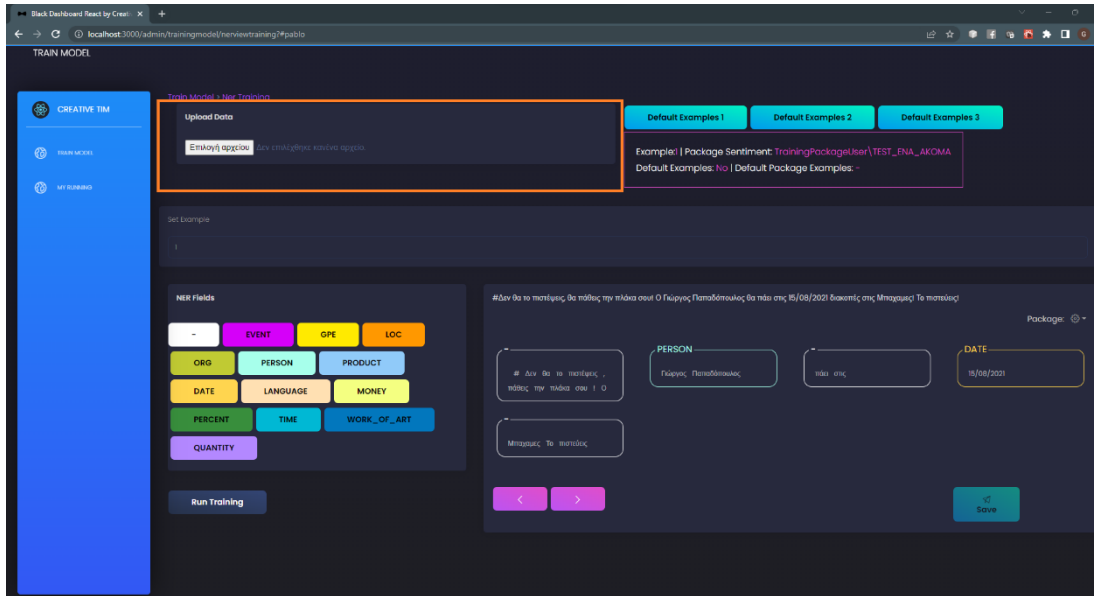 Black Dashboard React by Creati
localhost:3000/admin/trainingmodel/nerviewtraining?#pablo
TRAIN MODEL
CREATIVE TIM
TRAIN MODEL
MY RUNNING
Train Model > Ner Training
Upload Data
Επιλογή αρχείου Δεν επιλέχθηκε κανένα αρχείο
Default Examples 1
Default Examples 2
Default Examples 3
Example:1 | Package Sentiment: TrainingPackageUser\TEST_ENA_AKOMA
Default Examples: No | Default Package Examples: -
Set Example
1
NER Fields
- EVENT GPE LOC
ORG PERSON PRODUCT
DATE LANGUAGE MONEY
PERCENT TIME WORK_OF_ART
QUANTITY
Run Training
#Δεν θα το πιστέψεις, θα πάθεις την πλάκα σου! Ο Γιώργος Παπαδόπουλος θα πάει στις 15/08/2021 διακοπές στις Μπαχαμες! Το πιστεύεις!
Package:
-
# Δεν θα το πιστέψεις ,
πάθεις την πλάκα σου ! Ο
PERSON
Γιώργος Παπαδόπουλος
-
πάει στις
DATE
15/08/2021
-
Μπαχαμες Το πιστεύεις
Save